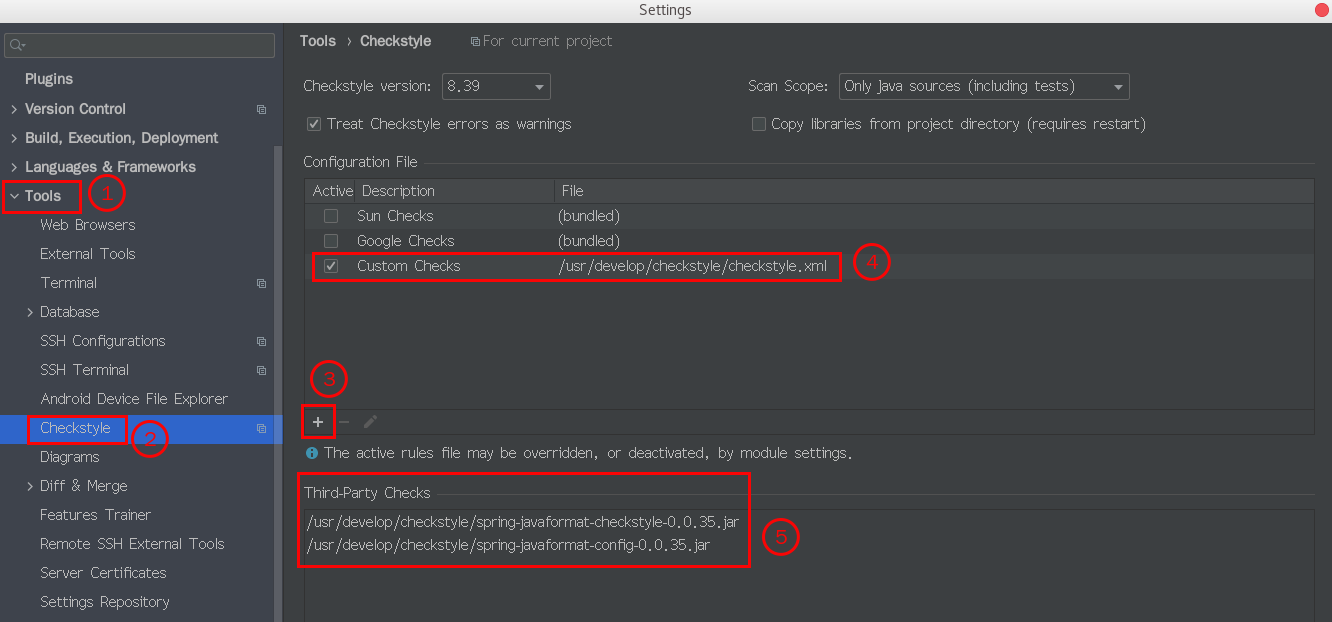 Settings
Plugins
Version Control
Build, Execution, Deployment
Languages & Frameworks
Tools
1
Web Browsers
External Tools
Terminal
Database
SSH Configurations
SSH Terminal
Android Device File Explorer
Checkstyle
2
Diagrams
Diff & Merge
Features Trainer
Remote SSH External Tools
Server Certificates
Settings Repository
Tools › Checkstyle For current project
Checkstyle version: 8.39 Scan Scope: Only Java sources (including tests)
Treat Checkstyle errors as warnings Copy libraries from project directory (requires restart)
Configuration File
Active Description File
Sun Checks (bundled)
Google Checks (bundled)
Custom Checks /usr/develop/checkstyle/checkstyle.xml 4
3
The active rules file may be overridden, or deactivated, by module settings.
Third-Party Checks
/usr/develop/checkstyle/spring-javaformat-checkstyle-0.0.35.jar
/usr/develop/checkstyle/spring-javaformat-config-0.0.35.jar
5